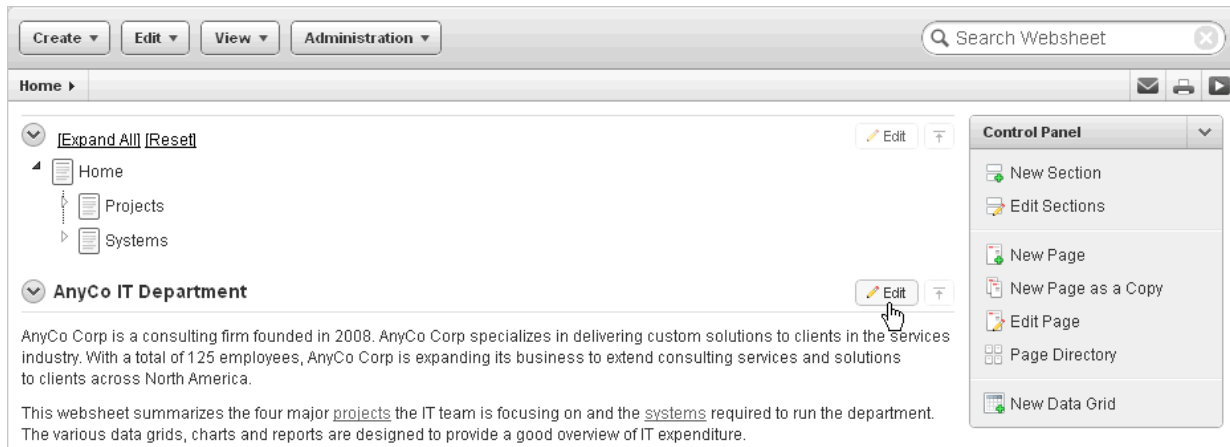 Create Edit View Administration Search Websheet
Home
[Expand All] [Reset] Edit
Home
Projects
Systems
AnyCo IT Department Edit
AnyCo Corp is a consulting firm founded in 2008. AnyCo Corp specializes in delivering custom solutions to clients in the services
industry. With a total of 125 employees, AnyCo Corp is expanding its business to extend consulting services and solutions
to clients across North America.
This websheet summarizes the four major projects the IT team is focusing on and the systems required to run the department.
The various data grids, charts and reports are designed to provide a good overview of IT expenditure.
Control Panel
New Section
Edit Sections
New Page
New Page as a Copy
Edit Page
Page Directory
New Data Grid